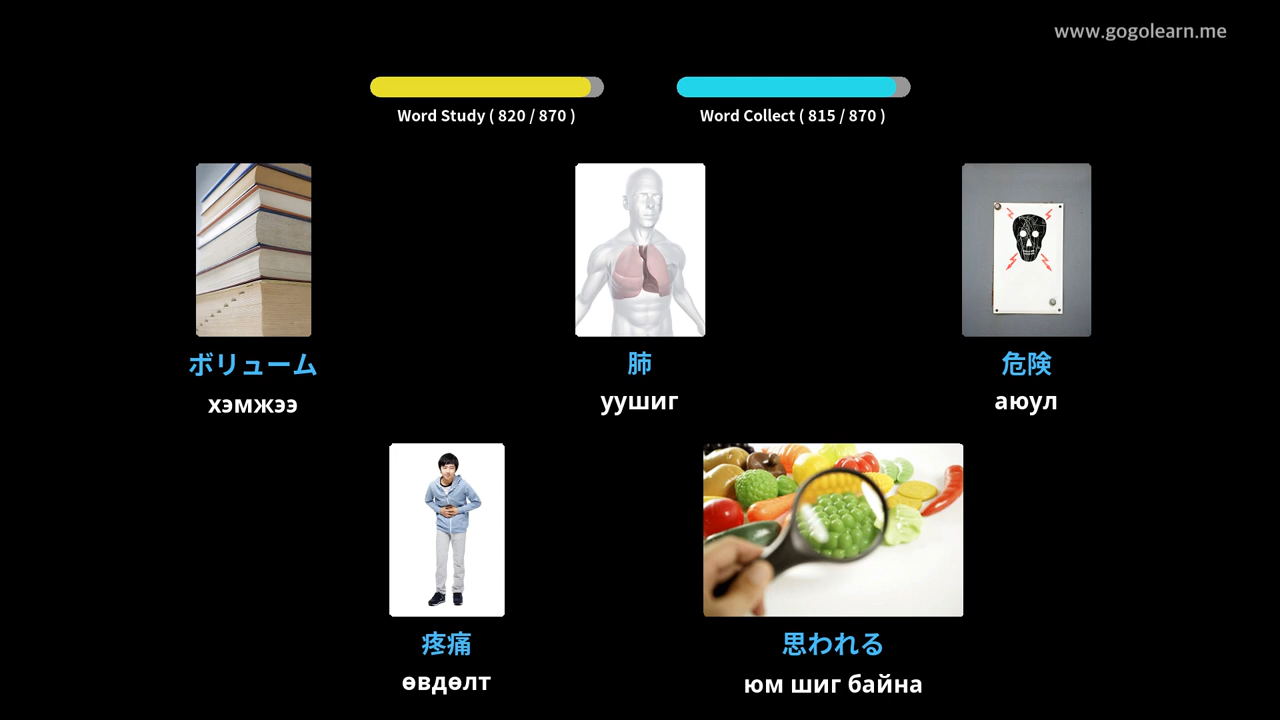 www.gogolearn.me
Word Study ( 820 / 870 )
Word Collect ( 815 / 870 )
ボリューム
хэмжээ
肺
уушиг
危険
аюул
疼痛
өвдөлт
思われる
юм шиг байна